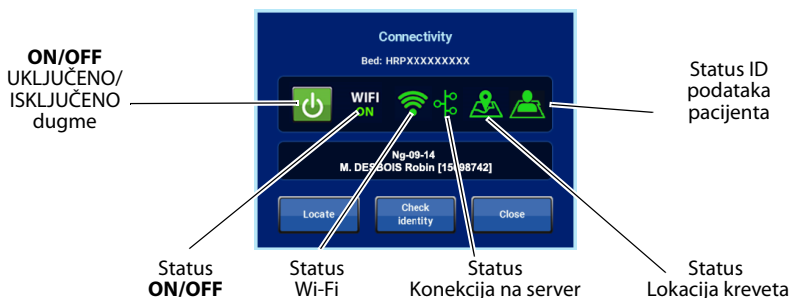 Connectivity
Bed: HRPXXXXXXXXX
ON/OFF
UKLJUČENO/
ISKLJUČENO
dugme
WIFI
ON
Status ID
podataka
pacijenta
Ng-09-14
M. DESBOIS Robin [15098742]
Locate
Check
identity
Close
Status
ON/OFF
Status
Wi-Fi
Status
Konekcija na server
Status
Lokacija kreveta